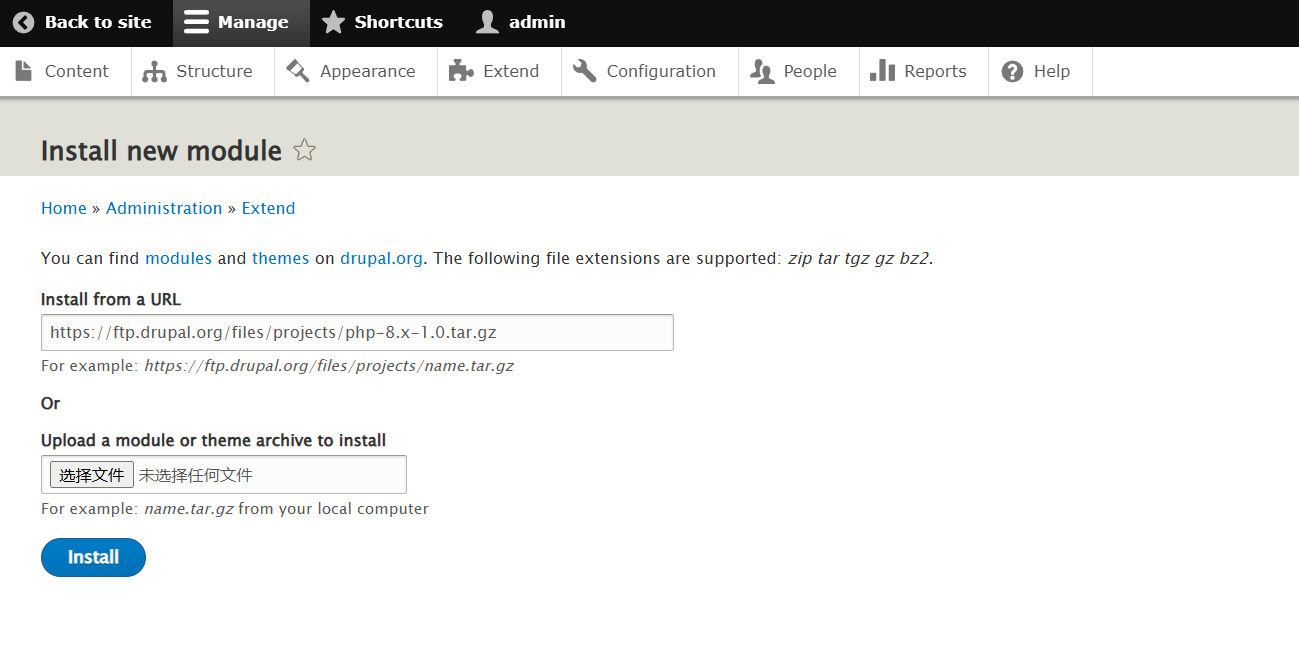 Back to site Manage Shortcuts admin
Content Structure Appearance Extend Configuration People Reports Help
Install new module
Home » Administration » Extend
You can find modules and themes on drupal.org. The following file extensions are supported: zip tar tgz gz bz2.
Install from a URL
https://ftp.drupal.org/files/projects/php-8.x-1.0.tar.gz
For example: https://ftp.drupal.org/files/projects/name.tar.gz
Or
Upload a module or theme archive to install
选择文件 未选择任何文件
For example: name.tar.gz from your local computer
Install